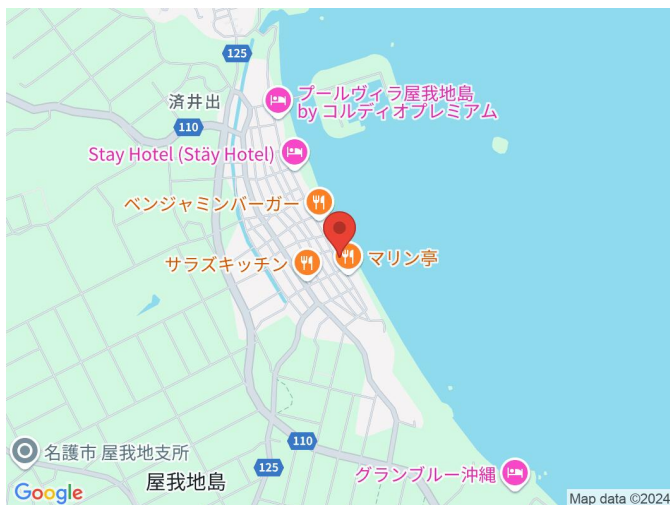 125
済井出
プールヴィラ屋我地島
by コルディオプレミアム
110
Stay Hotel (Stäy Hotel)
ベンジャミンバーガー
サラズキッチン
マリン亭
110
名護市 屋我地支所
125
屋我地島
グランブルー沖縄
Google
Map data ©2024